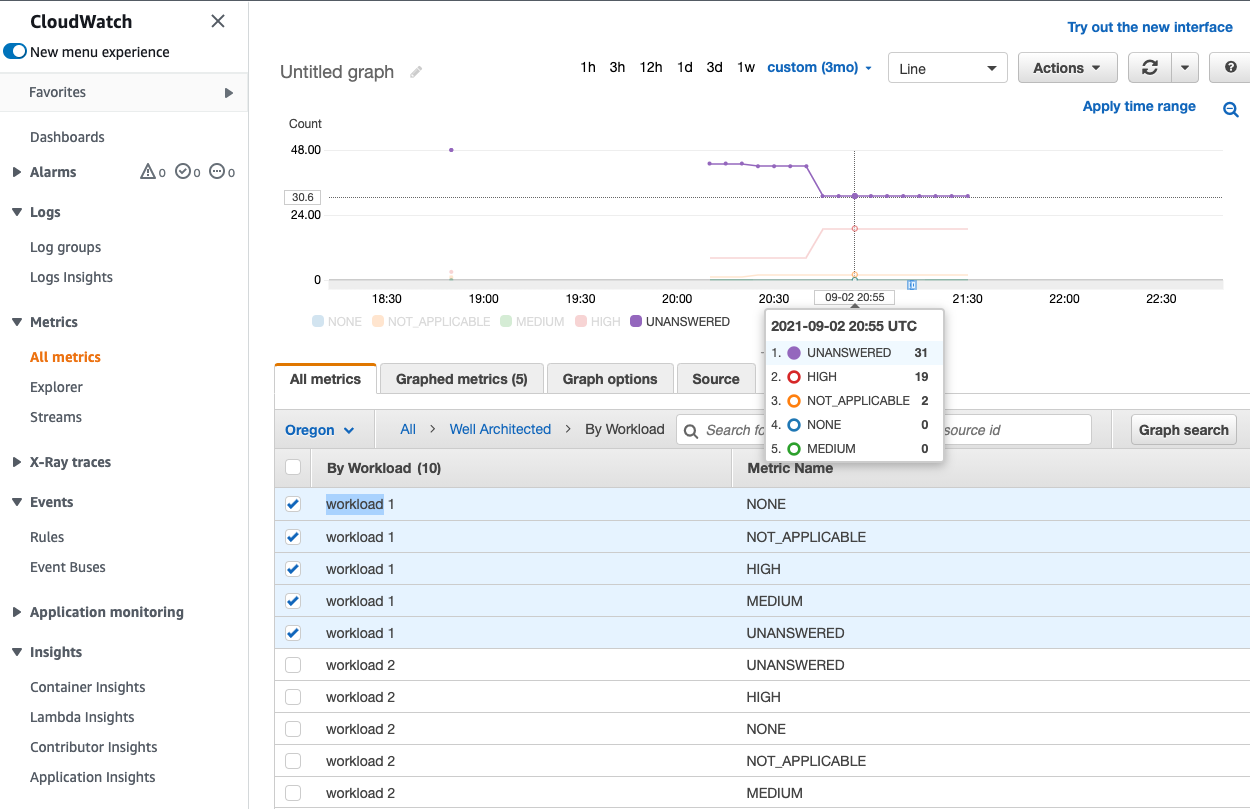 CloudWatch
New menu experience
Favorites
Dashboards
Alarms 0 0 0
Logs
Log groups
Logs Insights
Metrics
All metrics
Explorer
Streams
X-Ray traces
Events
Rules
Event Buses
Application monitoring
Insights
Container Insights
Lambda Insights
Contributor Insights
Application Insights
Try out the new interface
Untitled graph
1h 3h 12h 1d 3d 1w custom (3mo) Line Actions
Apply time range
Count
48.00
30.6
24.00
0
18:30 19:00 19:30 20:00 20:30 09-02 20:55 21:30 22:00 22:30
NONE NOT_APPLICABLE MEDIUM HIGH UNANSWERED
2021-09-02 20:55 UTC
1. UNANSWERED 31
2. HIGH 19
3. NOT_APPLICABLE 2
4. NONE 0
5. MEDIUM 0
All metrics Graphed metrics (5) Graph options Source
Oregon All > Well Architected > By Workload Search fo source id Graph search
By Workload (10) Metric Name
workload 1 NONE
workload 1 NOT_APPLICABLE
workload 1 HIGH
workload 1 MEDIUM
workload 1 UNANSWERED
workload 2 UNANSWERED
workload 2 HIGH
workload 2 NONE
workload 2 NOT_APPLICABLE
workload 2 MEDIUM